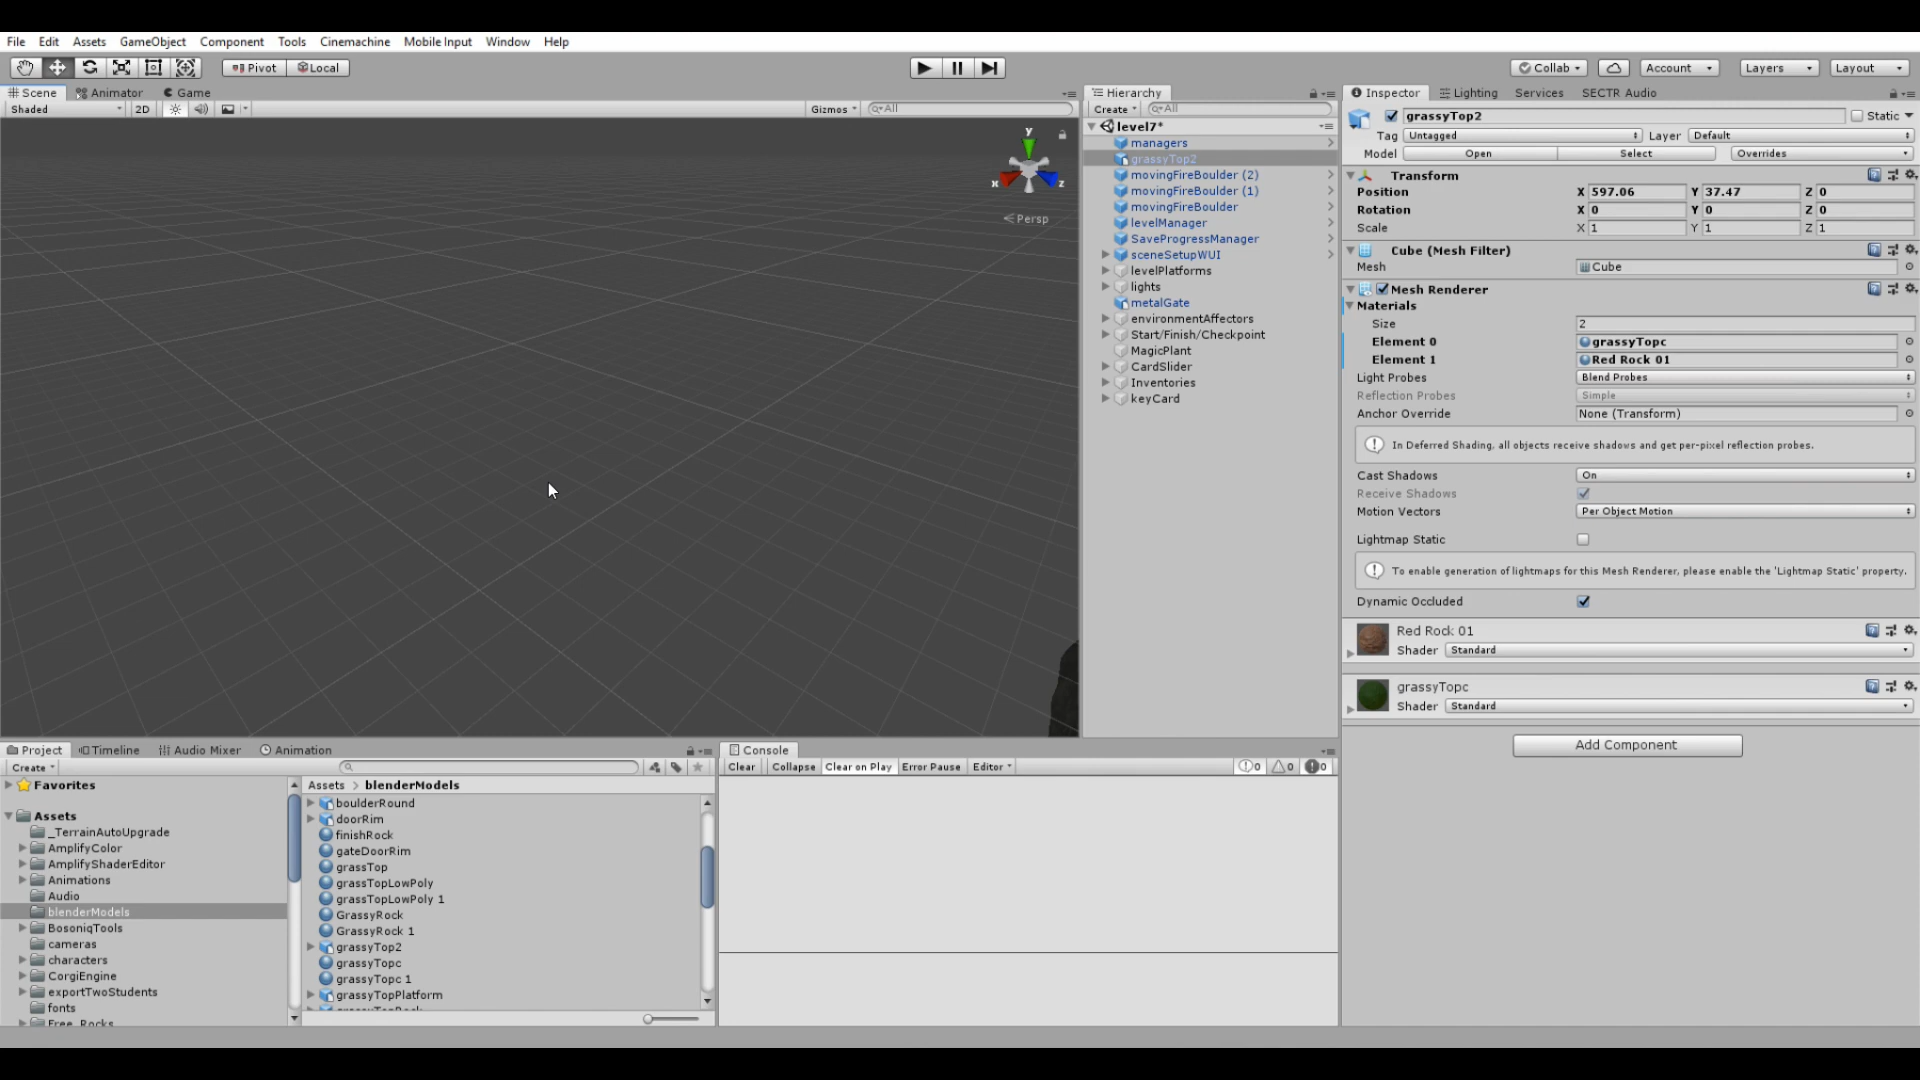 File Edit Assets GameObject Component Tools Cinemachine Mobile Input Window Help
Pivot Local Collab Account Layers Layout
Scene Animator Game
Shaded 2D Gizmos All
y
x z
Persp
Hierarchy
Create All
level7*
managers
grassyTop2
movingFireBoulder (2)
movingFireBoulder (1)
movingFireBoulder
levelManager
SaveProgressManager
sceneSetupWUI
levelPlatforms
lights
metalGate
environmentAffectors
Start/Finish/Checkpoint
MagicPlant
CardSlider
Inventories
keyCard
Inspector Lighting Services SECTR Audio
grassyTop2 Static
Tag Untagged Layer Default
Model Open Select Overrides
Transform
Position X 597.06 Y 37.47 Z 0
Rotation X 0 Y 0 Z 0
Scale X 1 Y 1 Z 1
Cube (Mesh Filter)
Mesh Cube
Mesh Renderer
Materials
Size 2
Element 0 grassyTopc
Element 1 Red Rock 01
Light Probes Blend Probes
Reflection Probes Simple
Anchor Override None (Transform)
In Deferred Shading, all objects receive shadows and get per-pixel reflection probes.
Cast Shadows On
Receive Shadows
Motion Vectors Per Object Motion
Lightmap Static
To enable generation of lightmaps for this Mesh Renderer, please enable the 'Lightmap Static' property.
Dynamic Occluded
Red Rock 01
Shader Standard
grassyTopc
Shader Standard
Add Component
Project Timeline Audio Mixer Animation
Create
Favorites
Assets
_TerrainAutoUpgrade
AmplifyColor
AmplifyShaderEditor
Animations
Audio
blenderModels
BosoniqTools
cameras
characters
CorgiEngine
exportTwoStudents
fonts
Free_Rocks
Assets > blenderModels
boulderRound
doorRim
finishRock
gateDoorRim
grassTop
grassTopLowPoly
grassTopLowPoly 1
GrassyRock
GrassyRock 1
grassyTop2
grassyTopc
grassyTopc 1
grassyTopPlatform
Console
Clear Collapse Clear on Play Error Pause Editor 0 0 0